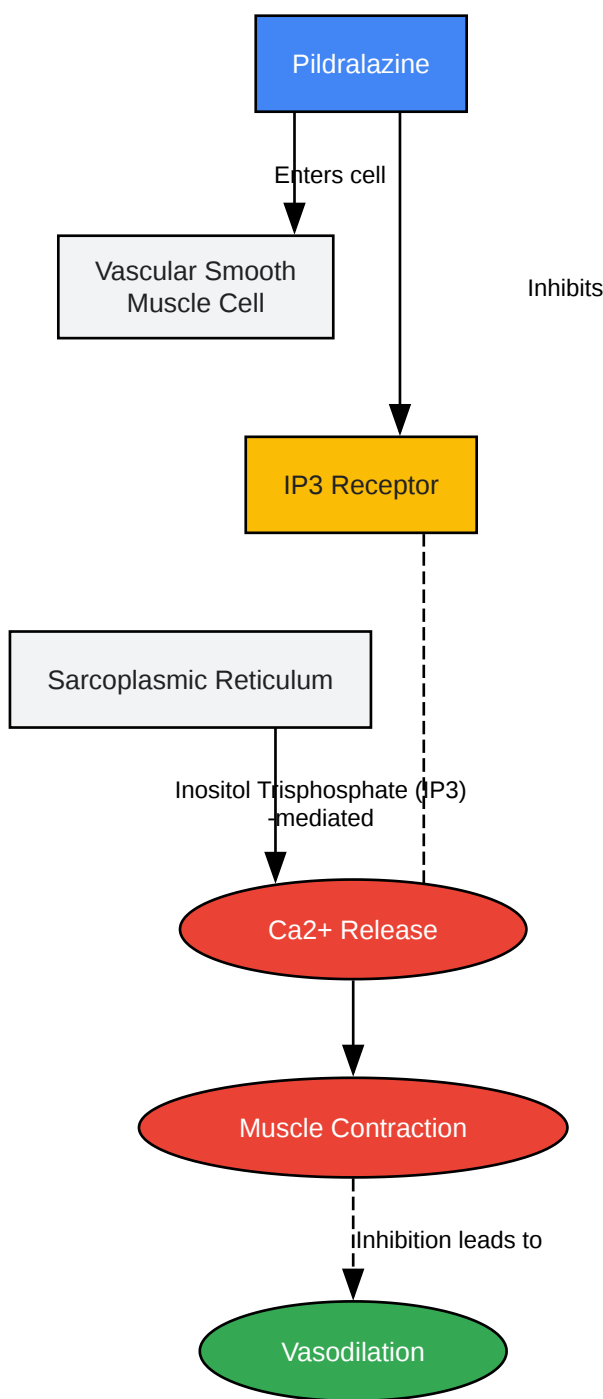 Pildralazine
Enters cell
Vascular Smooth
Muscle Cell
Inhibits
IP3 Receptor
Sarcoplasmic Reticulum
Inositol Trisphosphate (IP3)
-mediated
Ca2+ Release
Muscle Contraction
Inhibition leads to
Vasodilation